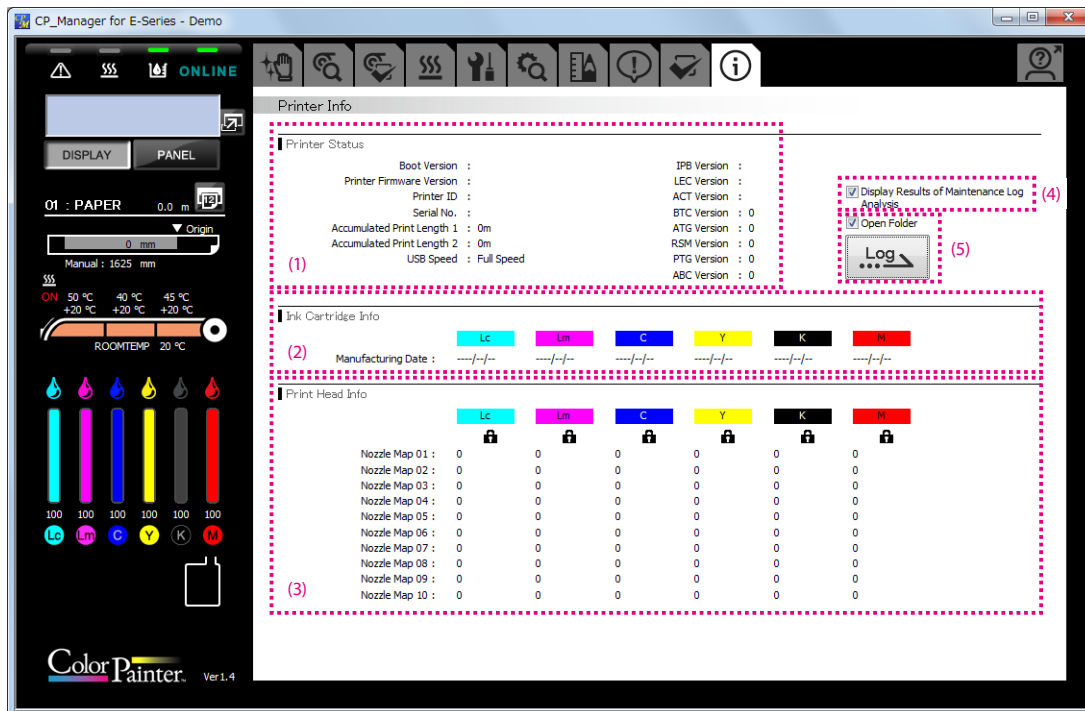 CP_Manager for E-Series - Demo
ONLINE
DISPLAY PANEL
01 : PAPER 0.0 m 12
Origin
0 mm
Manual : 1625 mm
ON 50 ℃ 40 ℃ 45 ℃
+20 ℃ +20 ℃ +20 ℃
ROOMTEMP 20 ℃
100 100 100 100 100 100
Lc Lm C Y K M
Color Painter™ Ver1.4
Printer Info
Printer Status
Boot Version : IPB Version :
Printer Firmware Version : LEC Version :
Printer ID : ACT Version :
Serial No. : BTC Version : 0
Accumulated Print Length 1 : 0m ATG Version : 0
Accumulated Print Length 2 : 0m RSM Version : 0
USB Speed : Full Speed PTG Version : 0
ABC Version : 0
(1)
Display Results of Maintenance Log
Analysis
(4)
Open Folder
Log
(5)
Ink Cartridge Info
Lc Lm C Y K M
(2)
Manufacturing Date : ----/--/-- ----/--/-- ----/--/-- ----/--/-- ----/--/-- ----/--/--
Print Head Info
Lc Lm C Y K M
Nozzle Map 01 : 0 0 0 0 0 0
Nozzle Map 02 : 0 0 0 0 0 0
Nozzle Map 03 : 0 0 0 0 0 0
Nozzle Map 04 : 0 0 0 0 0 0
Nozzle Map 05 : 0 0 0 0 0 0
Nozzle Map 06 : 0 0 0 0 0 0
Nozzle Map 07 : 0 0 0 0 0 0
Nozzle Map 08 : 0 0 0 0 0 0
Nozzle Map 09 : 0 0 0 0 0 0
Nozzle Map 10 : 0 0 0 0 0 0
(3)